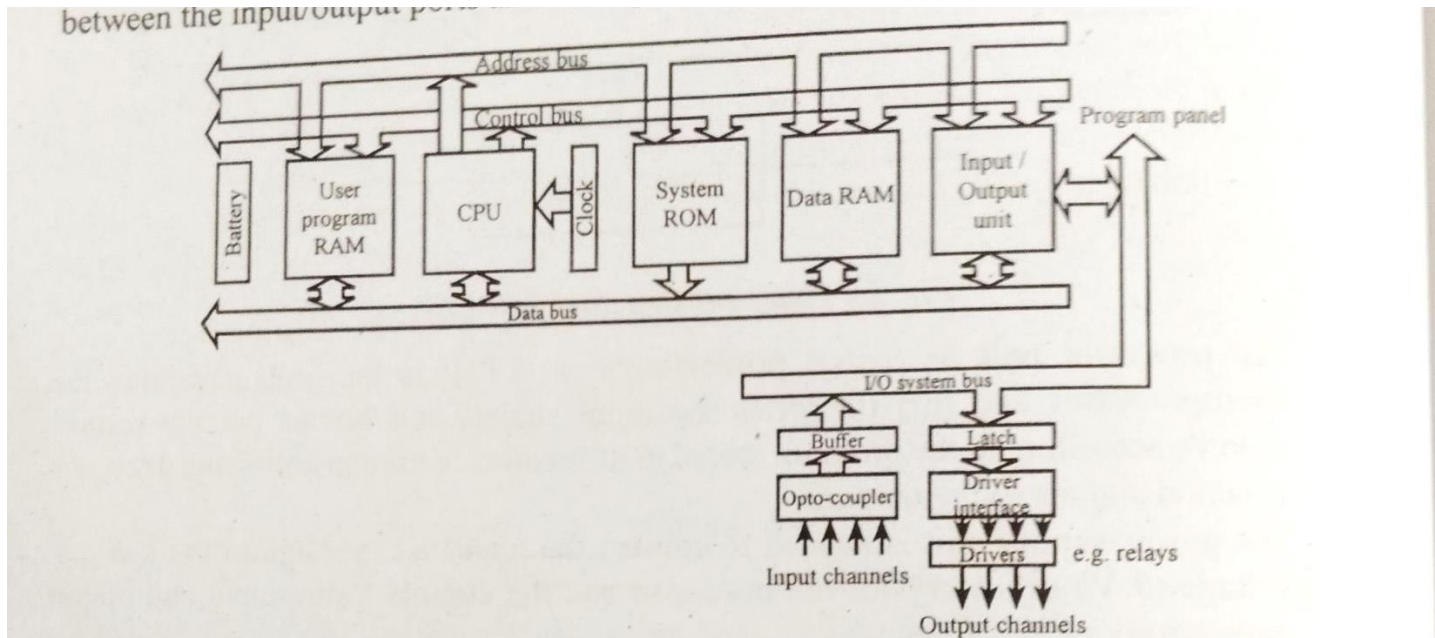 between the input/output ports
Address bus
Control bus
Program panel
Battery
User
program
RAM
CPU
Clock
System
ROM
Data RAM
Input /
Output
unit
Data bus
I/O system bus
Buffer
Latch
Opto-coupler
Driver
interface
Drivers
e.g. relays
Input channels
Output channels